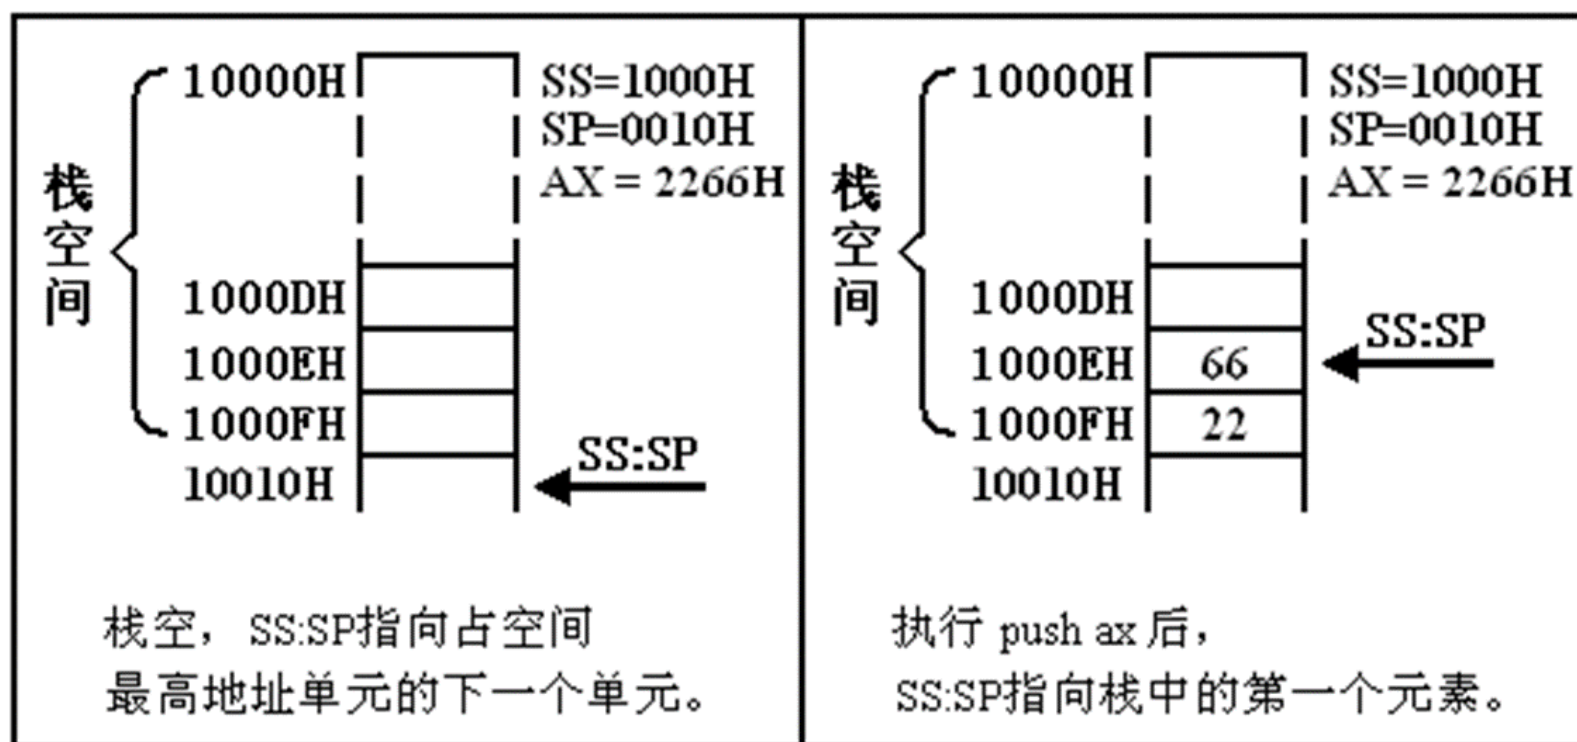 10000H
SS=1000H
SP=0010H
AX = 2266H
栈空间
1000DH
1000EH
1000FH
SS:SP
10010H
栈空，SS:SP指向占空间
最高地址单元的下一个单元。
10000H
SS=1000H
SP=0010H
AX = 2266H
栈空间
1000DH
SS:SP
1000EH 66
1000FH 22
10010H
执行 push ax 后，
SS:SP指向栈中的第一个元素。